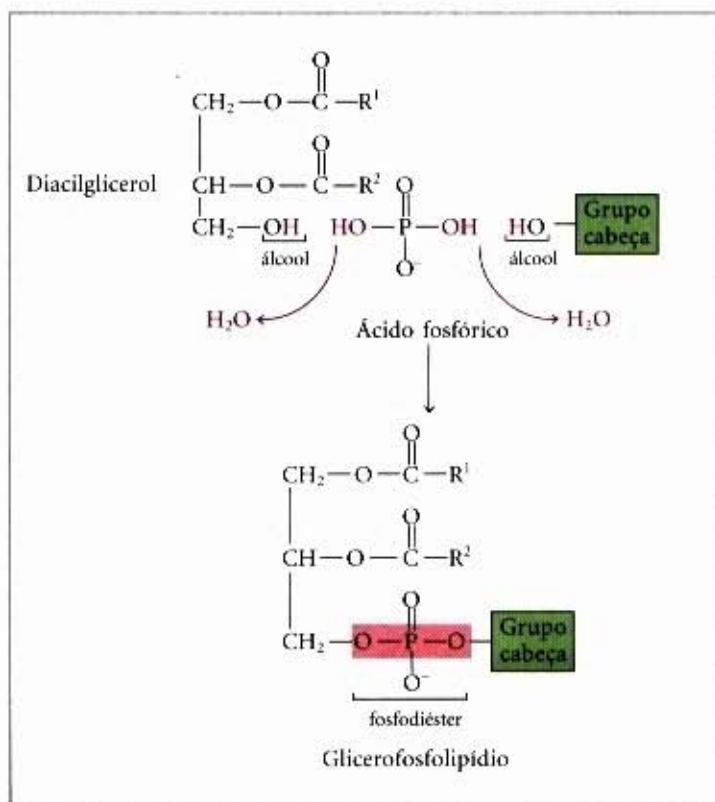 O
CH₂—O—C—R¹
O
Diacilglicerol
CH—O—C—R²
O
CH₂—OH
HO—P—OH
HO
Grupo
cabeça
álcool
O⁻
álcool
H₂O
H₂O
Ácido fosfórico
O
CH₂—O—C—R¹
O
CH—O—C—R²
O
CH₂—O—P—O
Grupo
cabeça
O⁻
fosfodiéster
Glicerofosfolipídio